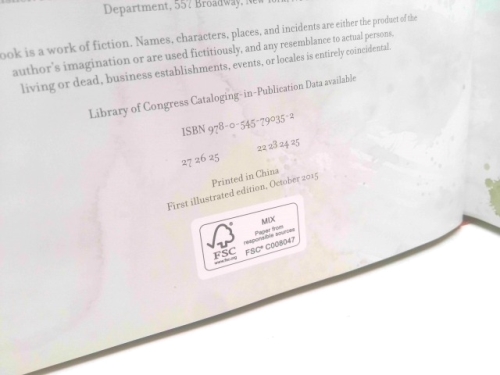 Department, 557 Broadway, New York,
ook is a work of fiction. Names, characters, places, and incidents are either the product of the
author's imagination or are used fictitiously, and any resemblance to actual persons,
living or dead, business establishments, events, or locales is entirely coincidental.
Library of Congress Cataloging-in-Publication Data available
ISBN 978-0-545-79035-2
27 26 25 22 23 24 25
Printed in China
First illustrated edition, October 2015
FSC
www.fsc.org
MIX
Paper from
responsible sources
FSC® C008047